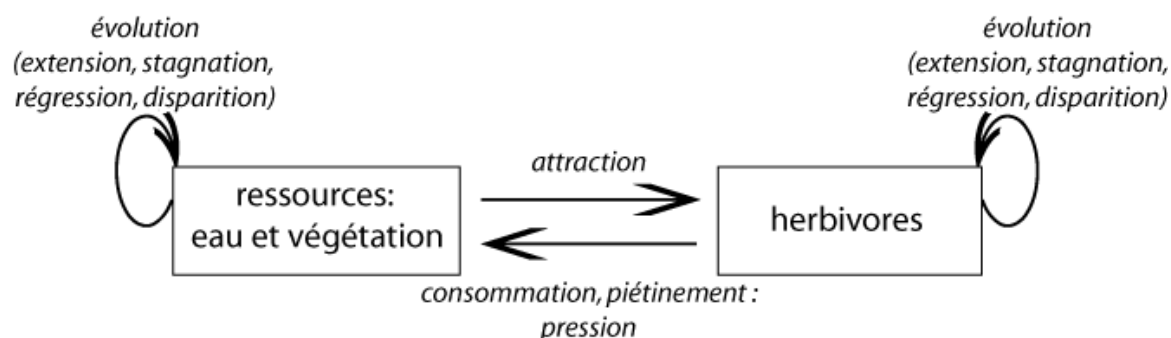 évolution
(extension, stagnation,
régression, disparition)
évolution
(extension, stagnation,
régression, disparition)
attraction
ressources:
eau et végétation
herbivores
consommation, piétinement :
pression